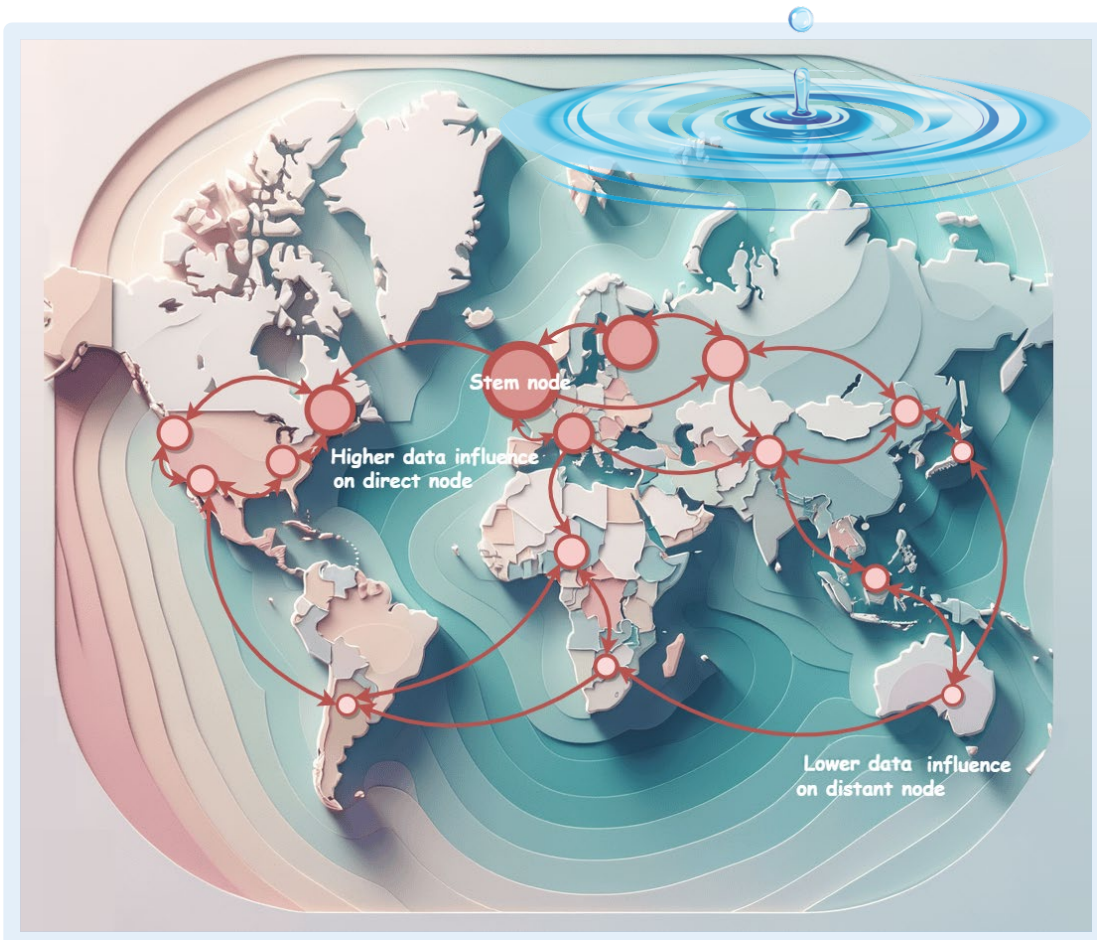 Stem node
Higher data influence
on direct node
Lower data influence
on distant node